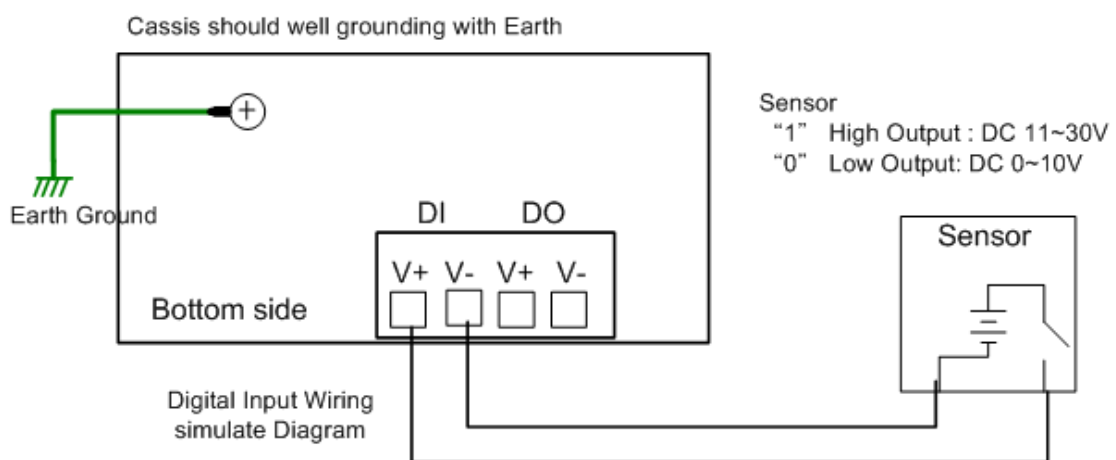 Cassis should well grounding with Earth
Sensor
“1” High Output : DC 11~30V
“0” Low Output: DC 0~10V
Earth Ground
DI DO
Sensor
V+ V- V+ V-
Bottom side
Digital Input Wiring
simulate Diagram